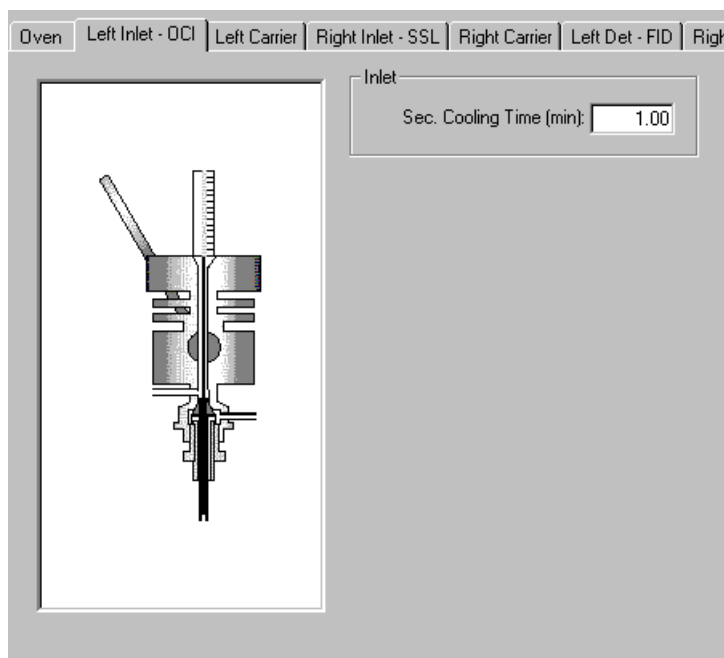 Oven Left Inlet - OCI Left Carrier Right Inlet - SSL Right Carrier Left Det - FID Righ
Inlet
Sec. Cooling Time (min): 1.00